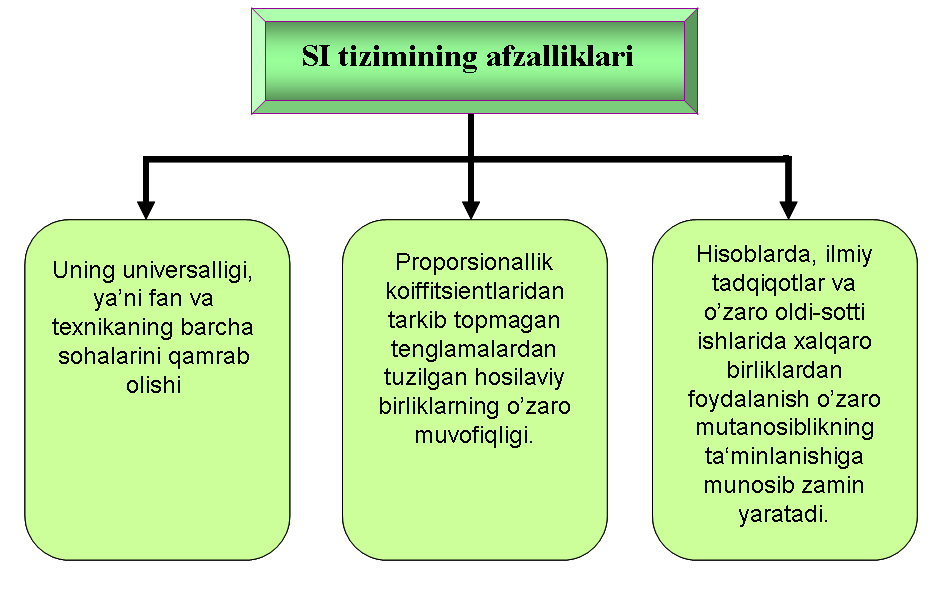 SI tizimining afzalliklari
Uning universalligi,
ya’ni fan va
texnikaning barcha
sohalarini qamrab
olishi
Proporsionallik
koiffitsientlaridan
tarkib topmagan
tenglamalardan
tuzilgan hosilaviy
birliklarning o’zaro
muvofiqligi.
Hisoblarda, ilmiy
tadqiqotlar va
o’zaro oldi-sotti
ishlarida xalqaro
birliklardan
foydalanish o’zaro
mutanosiblikning
ta‘minlanishiga
munosib zamin
yaratadi.